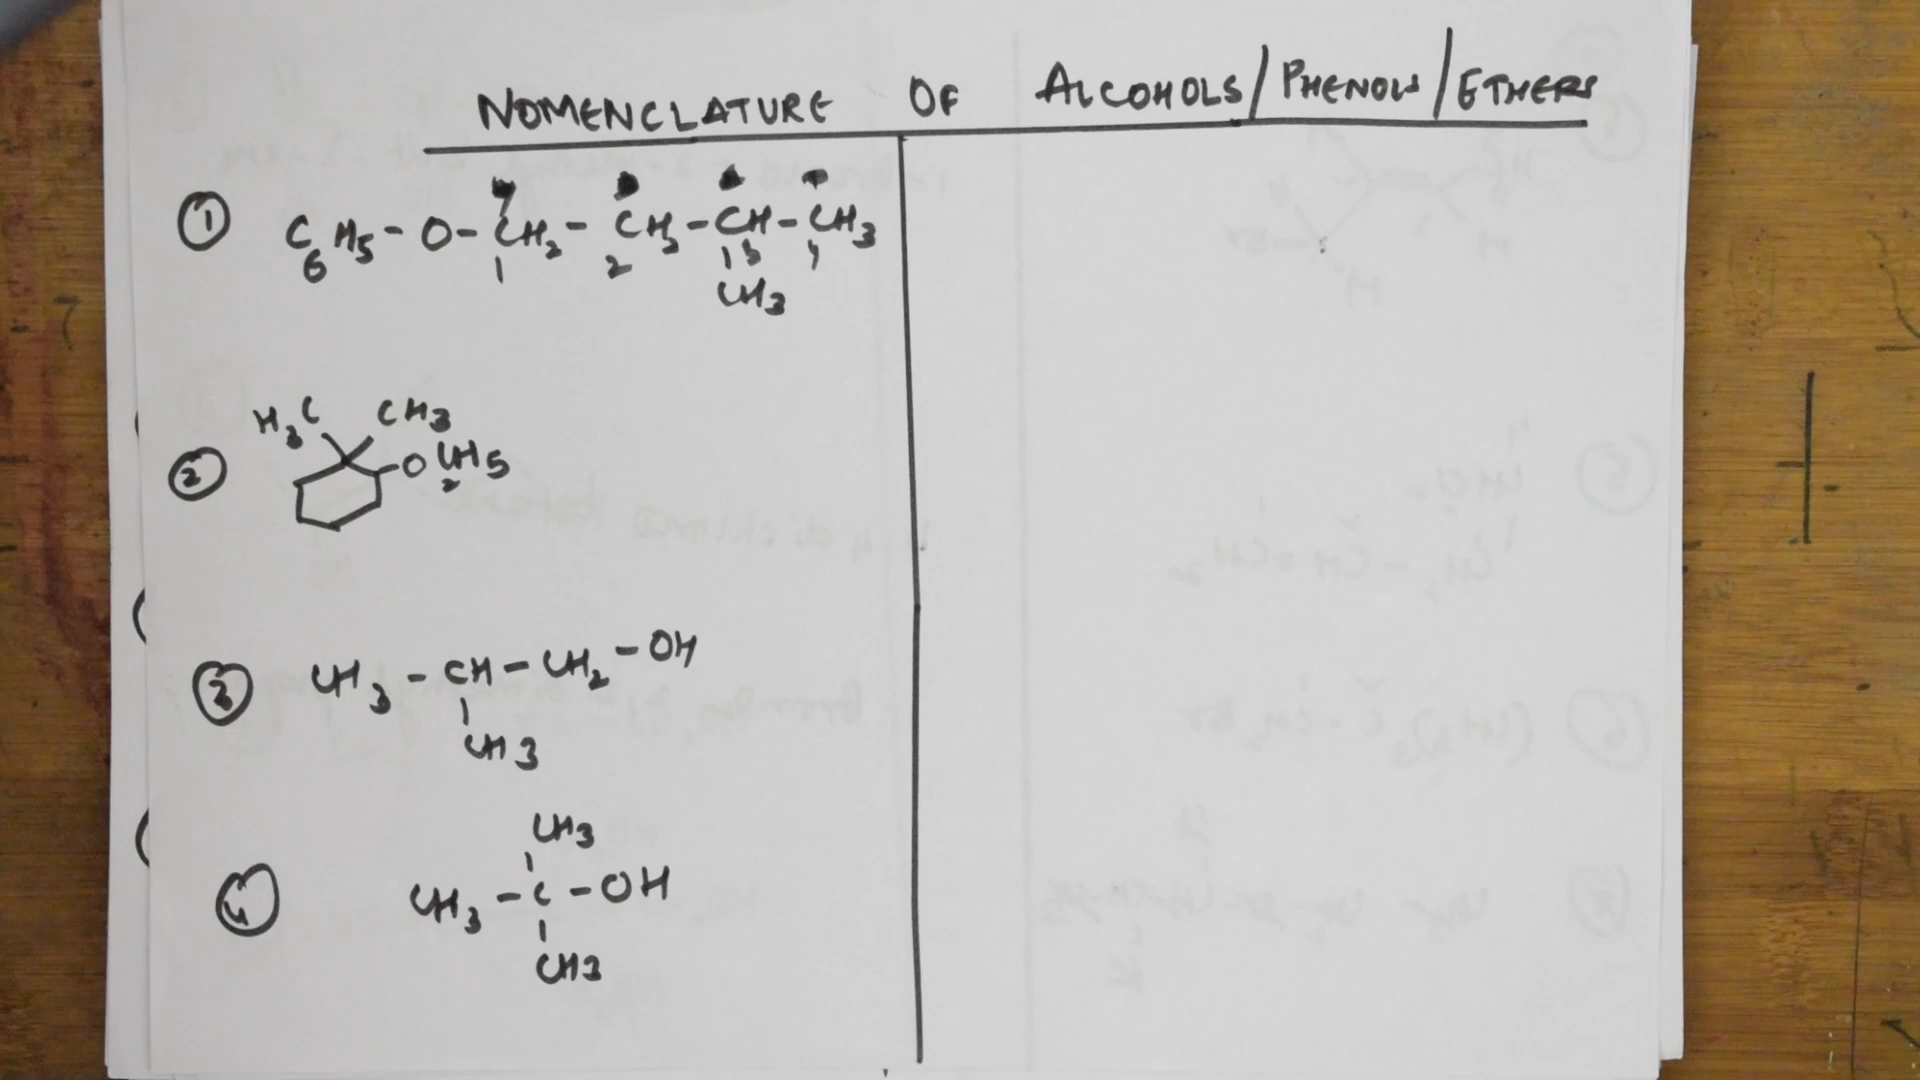 NOMENCLATURE OF ALCOHOLS/PHENOLS/ETHERS
① C6H5-O-CH2-CH2-CH-CH3
1 2 3 4
CH3
H3C CH3
② OC2H5
③ CH3-CH-CH2-OH
CH3
CH3
④ CH3-C-OH
CH3